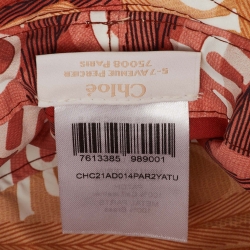 5-7 AVENUE PERCIER
75008 PARIS
Chloé
7613385 989001
CHC21AD014PAR2YATU